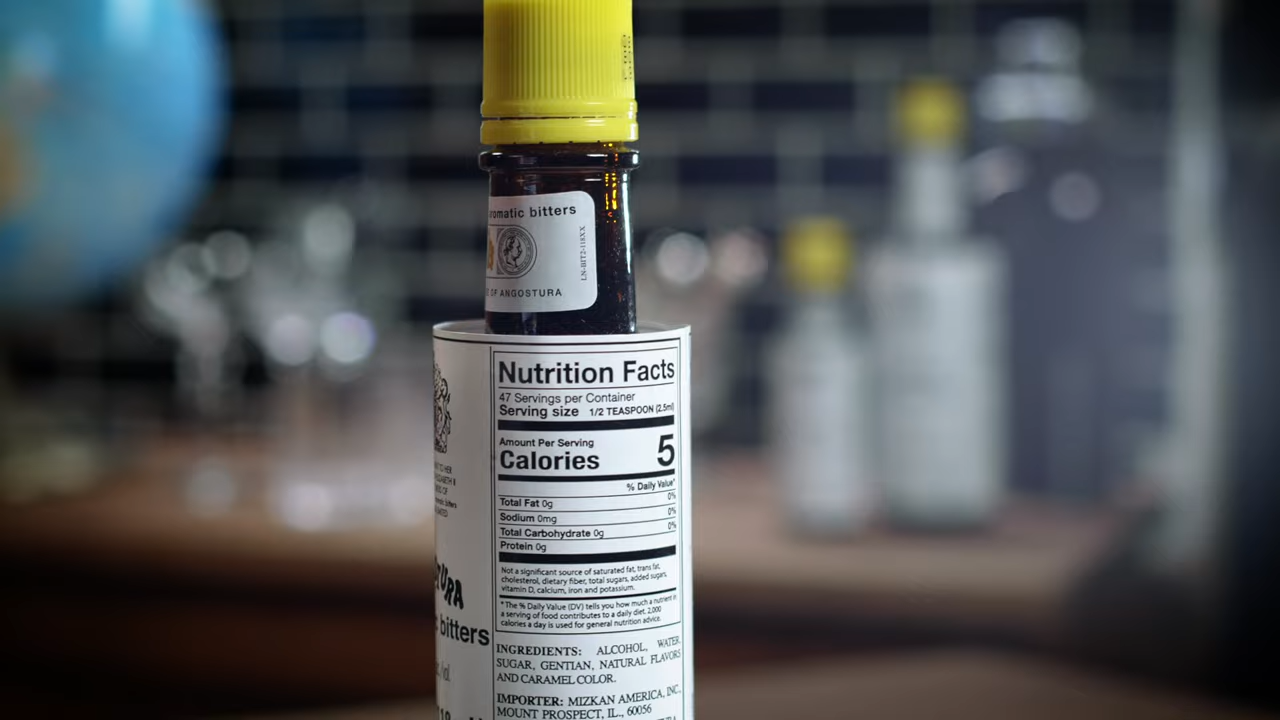 aromatic bitters
OF ANGOSTURA
LN-BIT2-118XX
Nutrition Facts
47 Servings per Container
Serving size 1/2 TEASPOON (2.5ml)
Amount Per Serving
Calories 5
% Daily Value*
Total Fat 0g 0%
Sodium 0mg 0%
Total Carbohydrate 0g 0%
Protein 0g
Not a significant source of saturated fat, trans fat,
cholesterol, dietary fiber, total sugars, added sugars,
vitamin D, calcium, iron and potassium.
* The % Daily Value (DV) tells you how much a nutrient in
a serving of food contributes to a daily diet. 2,000
calories a day is used for general nutrition advice.
INGREDIENTS: ALCOHOL, WATER,
SUGAR, GENTIAN, NATURAL FLAVORS
AND CARAMEL COLOR.
IMPORTER: MIZKAN AMERICA, INC.,
MOUNT PROSPECT, IL., 60056
TURA
bitters